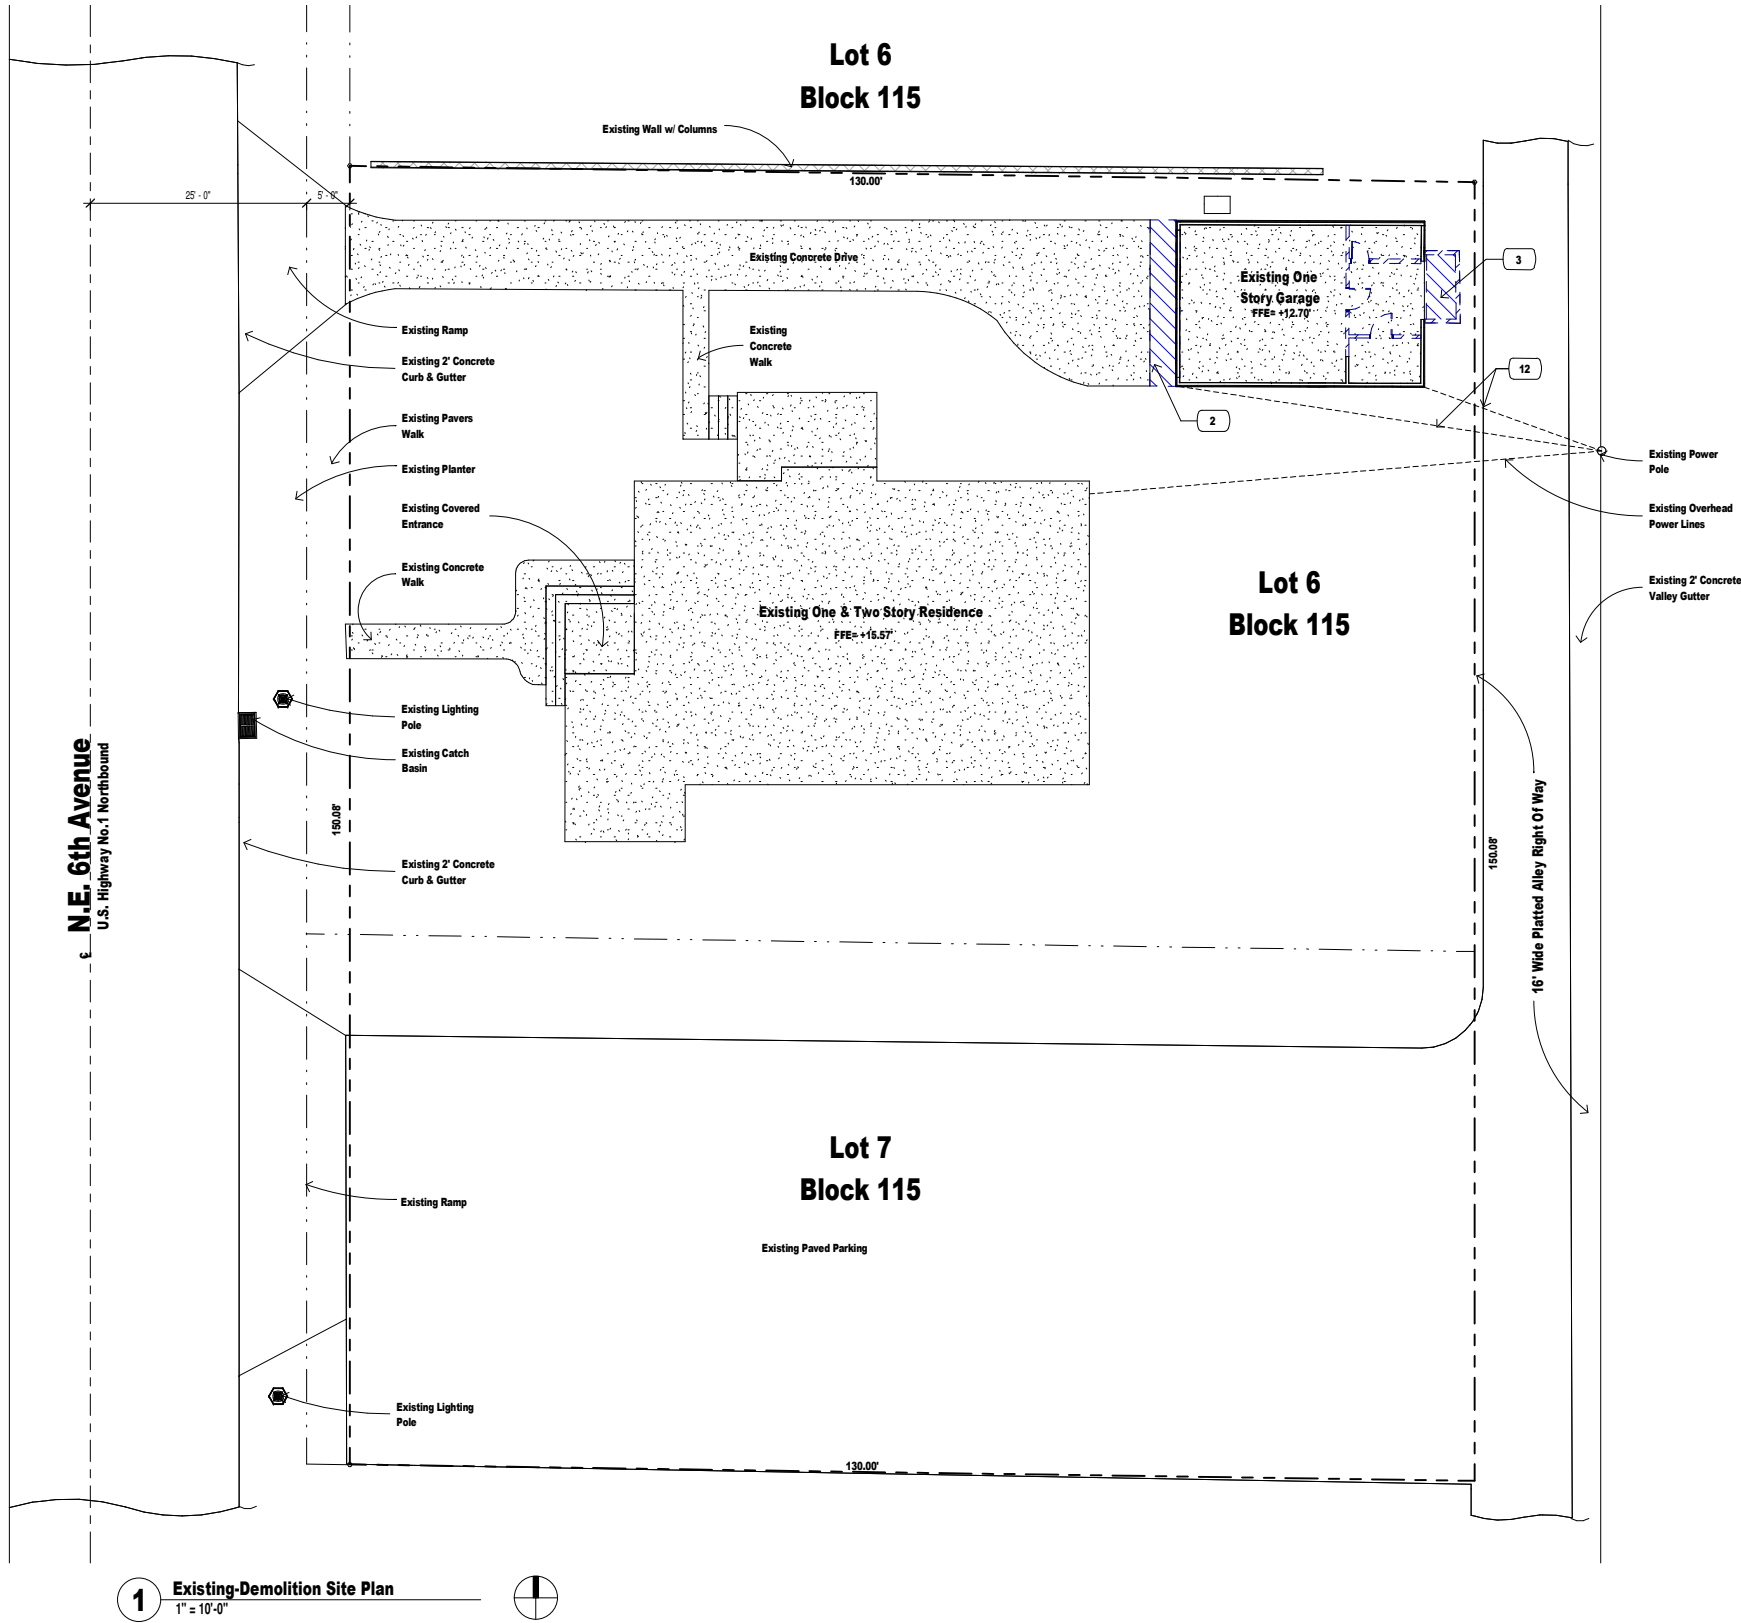 Lot 6
Block 115
Existing Wall w/ Columns
130.00'
25' - 0"
5' - 0"
Existing Concrete Drive
Existing One
Story Garage
FFE= +12.70'
3
Existing Ramp
Existing
Concrete
Walk
Existing 2' Concrete
Curb & Gutter
12
2
Existing Pavers
Walk
Existing Planter
Existing Power
Pole
Existing Covered
Entrance
Existing Overhead
Power Lines
Existing Concrete
Walk
Lot 6
Block 115
Existing 2' Concrete
Valley Gutter
Existing One & Two Story Residence
FFE= +15.57'
Existing Lighting
Pole
Existing Catch
Basin
N.E. 6th Avenue
U.S. Highway No.1 Northbound
150.08'
150.08'
16' Wide Platted Alley Right Of Way
Existing 2' Concrete
Curb & Gutter
Lot 7
Block 115
Existing Ramp
Existing Paved Parking
Existing Lighting
Pole
130.00'
1
Existing-Demolition Site Plan
1" = 10'-0"